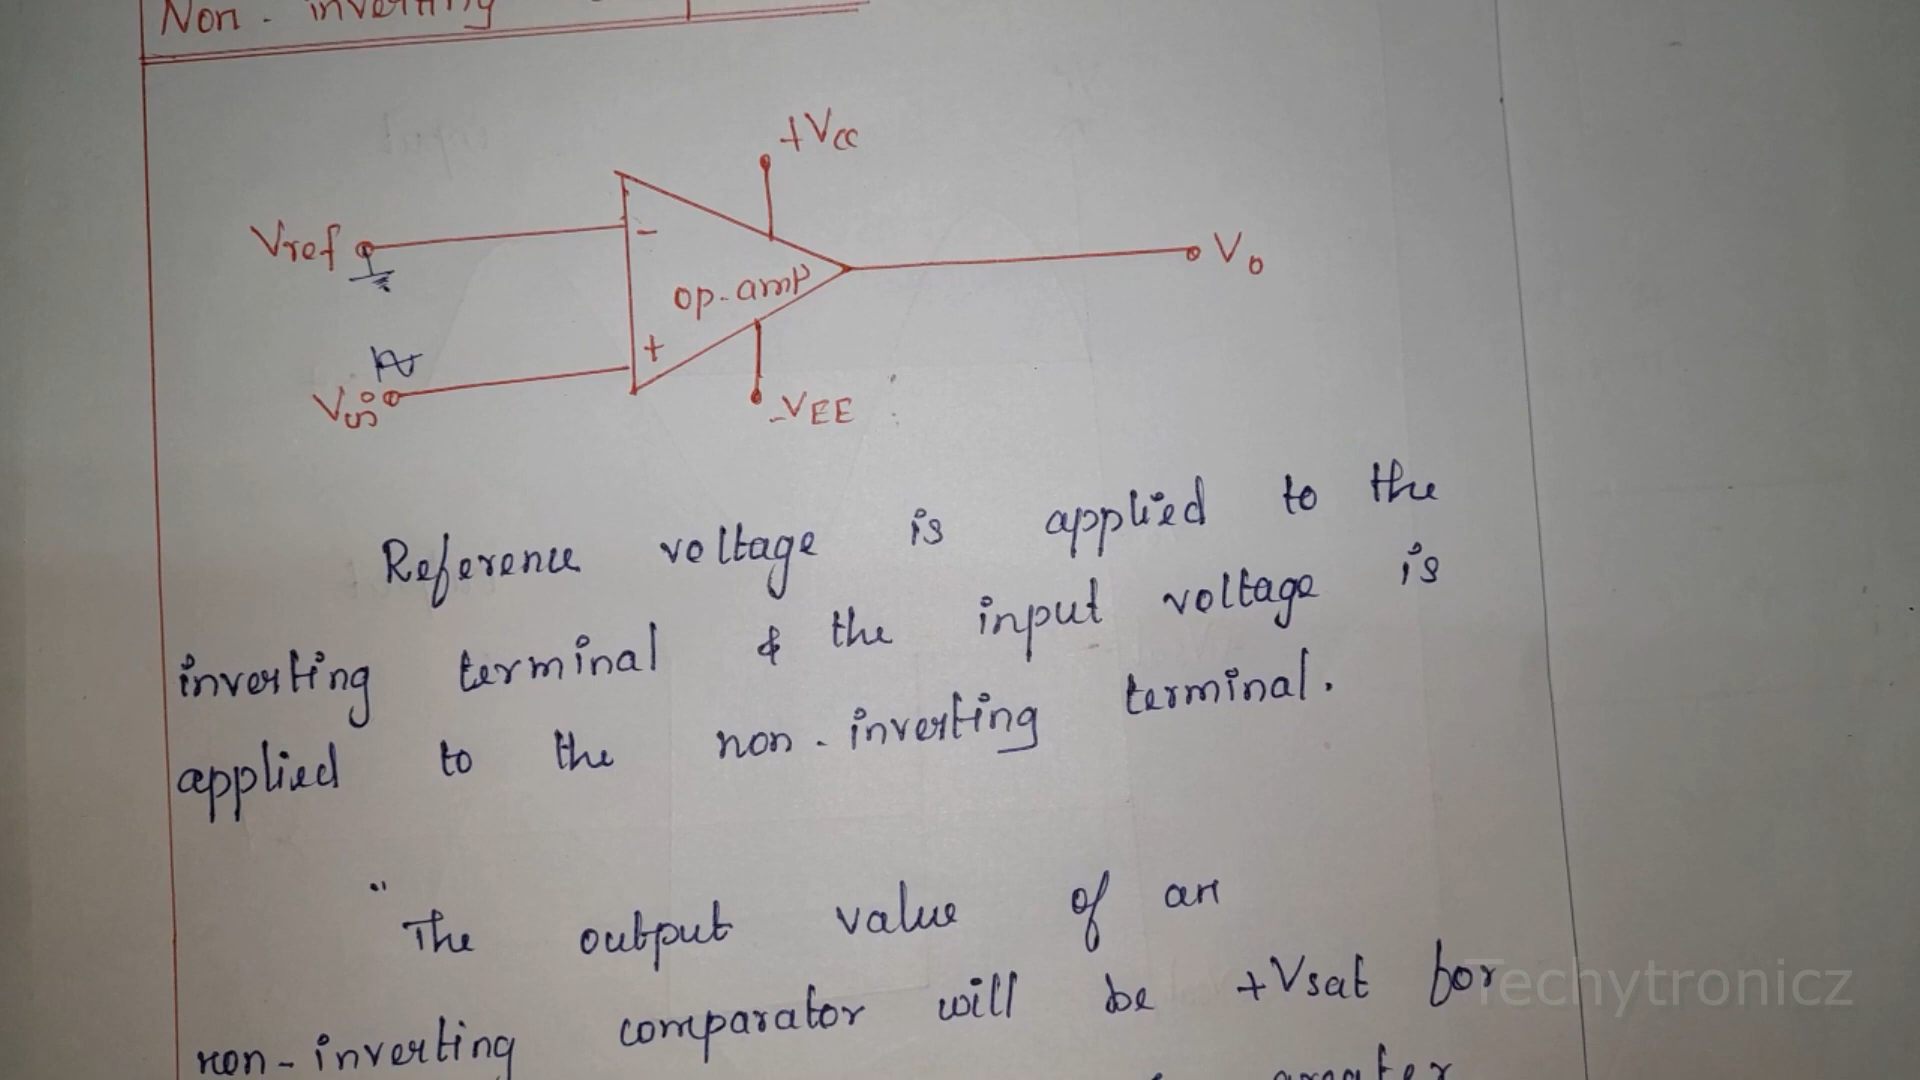 Non - inverting
+Vcc
Vref
-
op-amp
Vo
+
Vi
-VEE
Reference voltage is applied to the
inverting terminal & the input voltage is
applied to the non-inverting terminal.
"The output value of an
non-inverting comparator will be +Vsat for
greater
Techytronicz